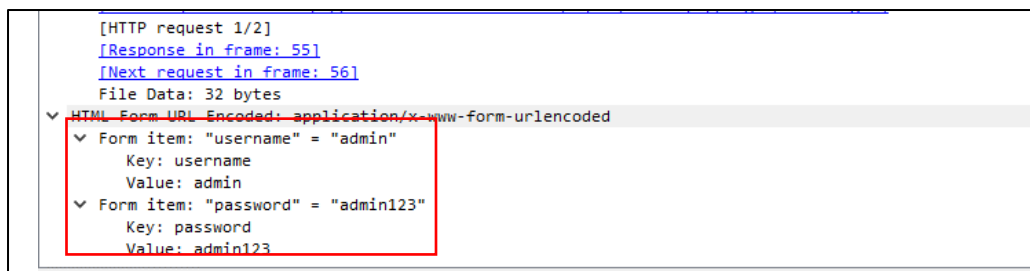 [HTTP request 1/2]
[Response in frame: 55]
[Next request in frame: 56]
File Data: 32 bytes
HTML Form URL Encoded: application/x-www-form-urlencoded
Form item: "username" = "admin"
Key: username
Value: admin
Form item: "password" = "admin123"
Key: password
Value: admin123